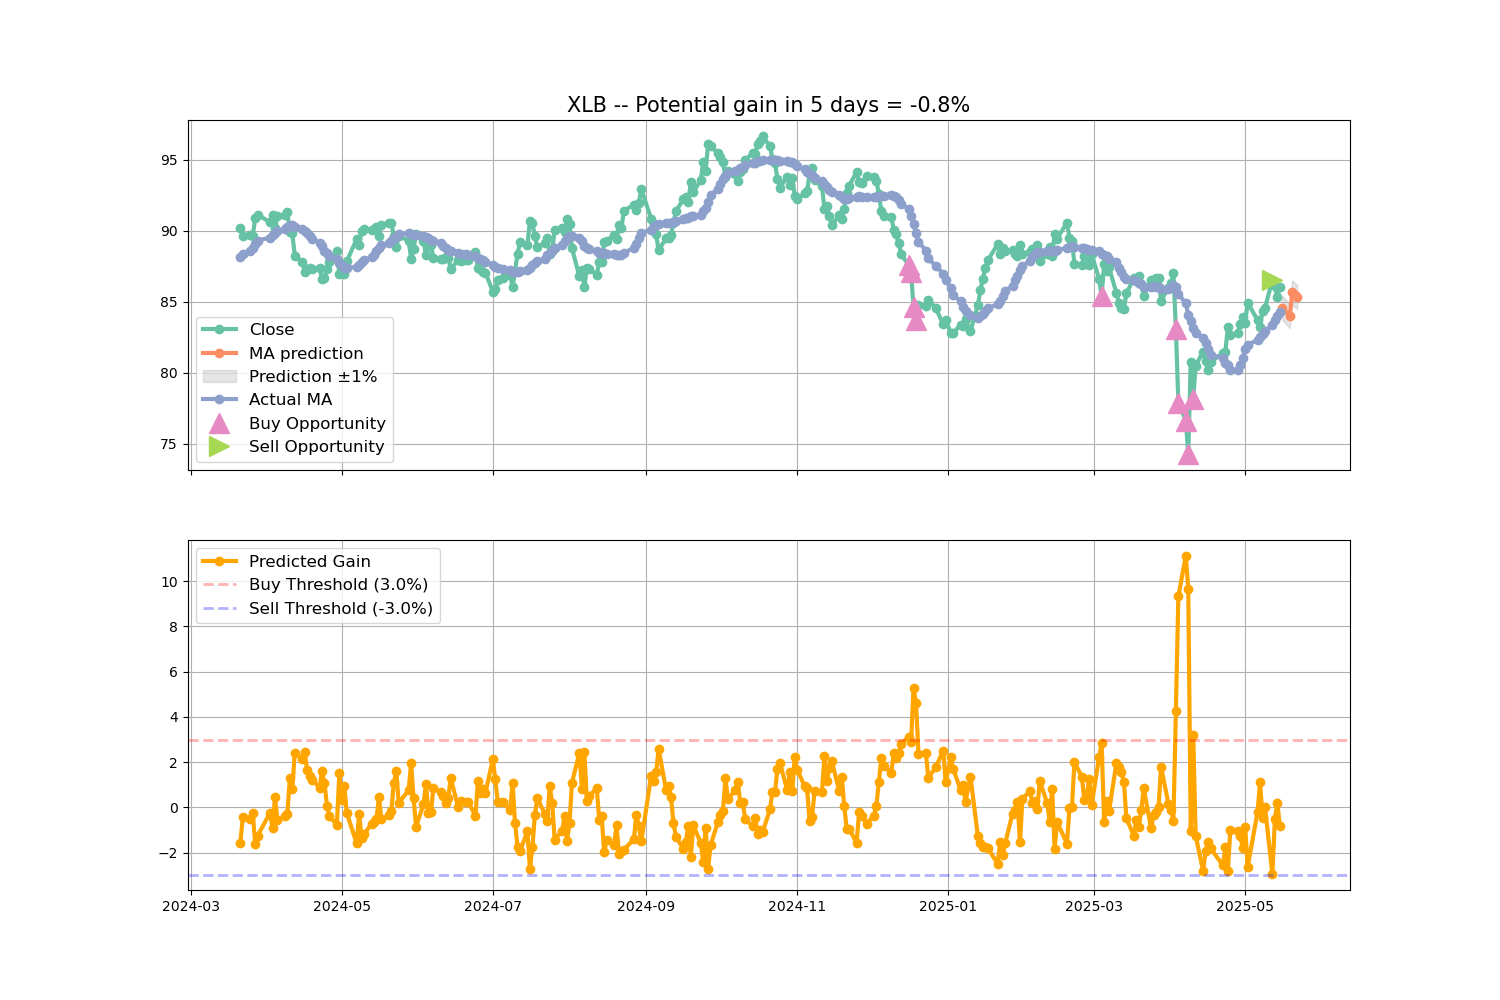 XLB -- Potential gain in 5 days = -0.8%
95
90
85
80
75
Close
MA prediction
Prediction ±1%
Actual MA
Buy Opportunity
Sell Opportunity
10
8
6
4
2
0
−2
Predicted Gain
Buy Threshold (3.0%)
Sell Threshold (-3.0%)
2024-03 2024-05 2024-07 2024-09 2024-11 2025-01 2025-03 2025-05